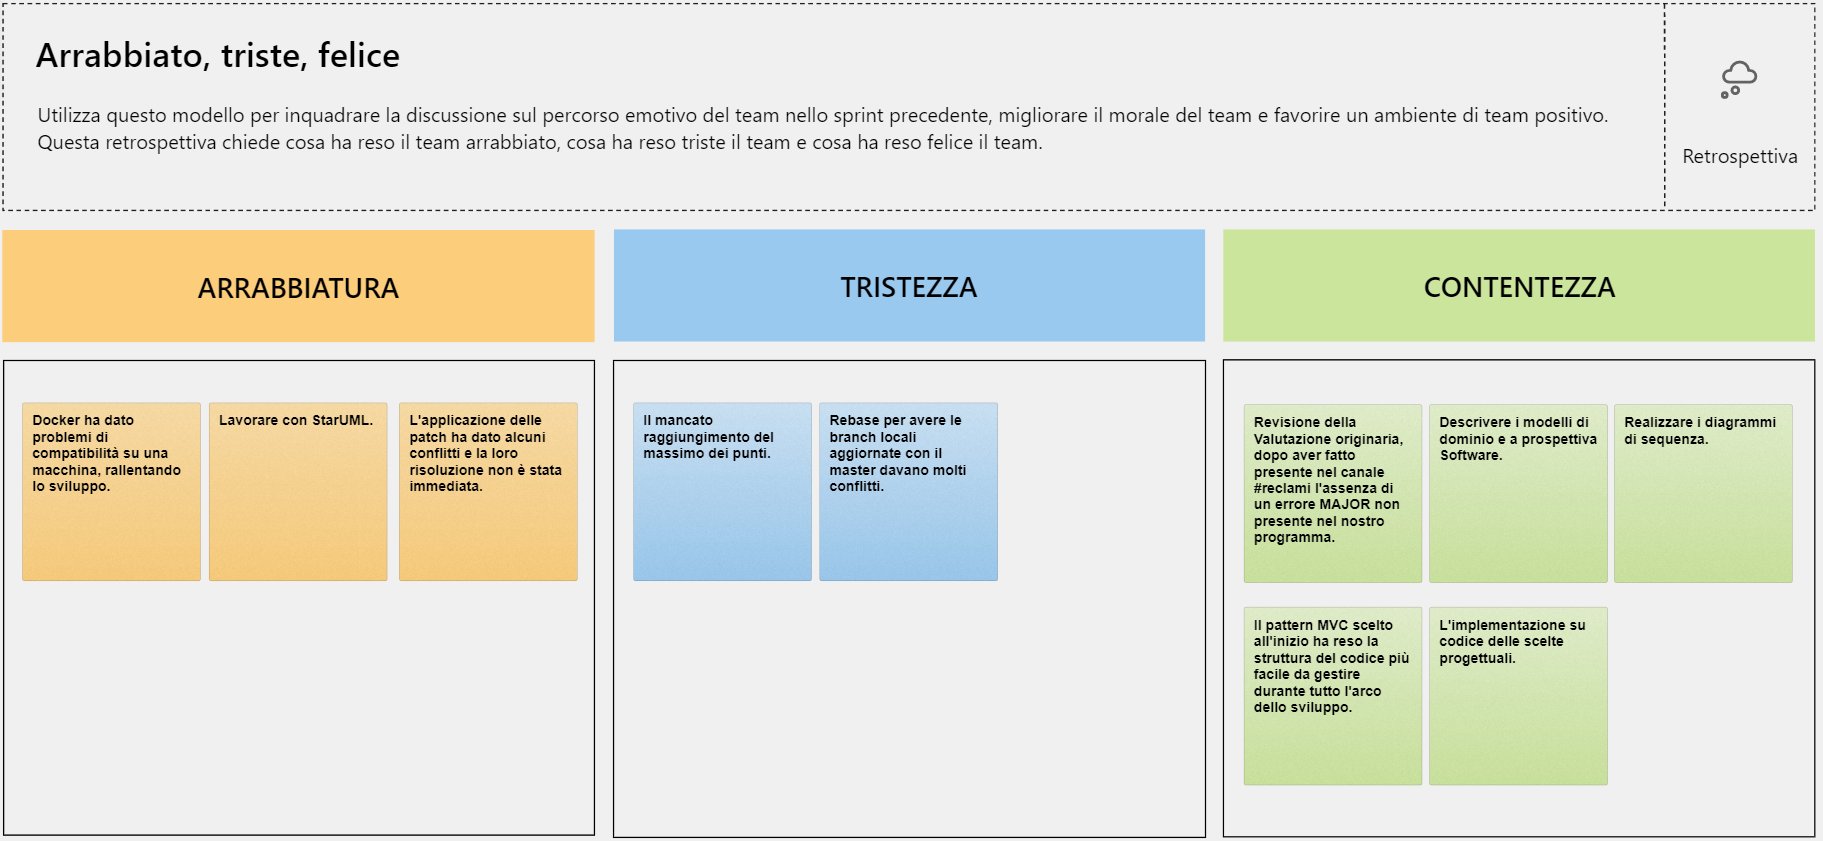 Arrabbiato, triste, felice
Utilizza questo modello per inquadrare la discussione sul percorso emotivo del team nello sprint precedente, migliorare il morale del team e favorire un ambiente di team positivo.
Questa retrospettiva chiede cosa ha reso il team arrabbiato, cosa ha reso triste il team e cosa ha reso felice il team.
Retrospettiva
ARRABBIATURA
Docker ha dato
problemi di
compatibilità su una
macchina, rallentando
lo sviluppo.
Lavorare con StarUML.
L'applicazione delle
patch ha dato alcuni
conflitti e la loro
risoluzione non è stata
immediata.
TRISTEZZA
Il mancato
raggiungimento del
massimo dei punti.
Rebase per avere le
branch locali
aggiornate con il
master davano molti
conflitti.
CONTENTEZZA
Revisione della
Valutazione originaria,
dopo aver fatto
presente nel canale
#reclami l'assenza di
un errore MAJOR non
presente nel nostro
programma.
Descrivere i modelli di
dominio e a prospettiva
Software.
Realizzare i diagrammi
di sequenza.
Il pattern MVC scelto
all'inizio ha reso la
struttura del codice più
facile da gestire
durante tutto l'arco
dello sviluppo.
L'implementazione su
codice delle scelte
progettuali.